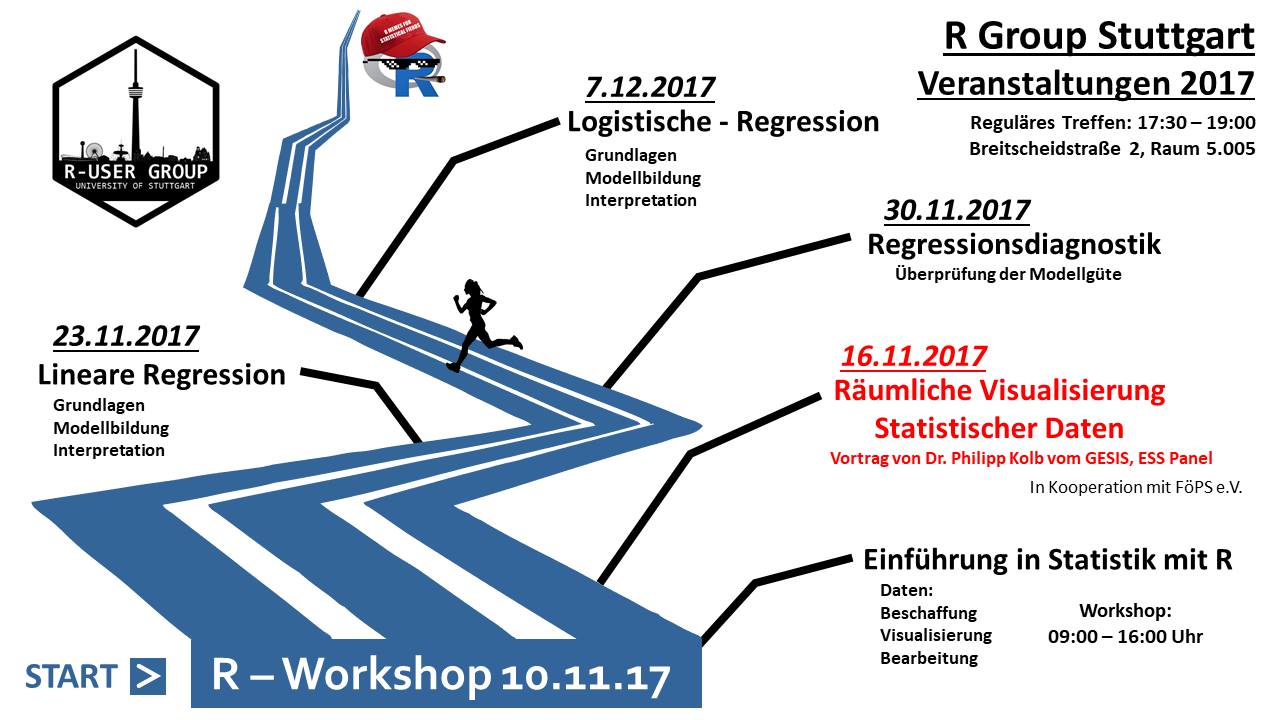 R MEMES FOR
STATISTICAL FIENDS
R
R-USER GROUP
UNIVERSITY OF STUTTGART
R Group Stuttgart
Veranstaltungen 2017
Reguläres Treffen: 17:30 – 19:00
Breitscheidstraße 2, Raum 5.005
7.12.2017
Logistische - Regression
Grundlagen
Modellbildung
Interpretation
30.11.2017
Regressionsdiagnostik
Überprüfung der Modellgüte
23.11.2017
Lineare Regression
Grundlagen
Modellbildung
Interpretation
16.11.2017
Räumliche Visualisierung
Statistischer Daten
Vortrag von Dr. Philipp Kolb vom GESIS, ESS Panel
In Kooperation mit FöPS e.V.
Einführung in Statistik mit R
Daten:
Beschaffung
Visualisierung
Bearbeitung
Workshop:
09:00 – 16:00 Uhr
START >
R – Workshop 10.11.17